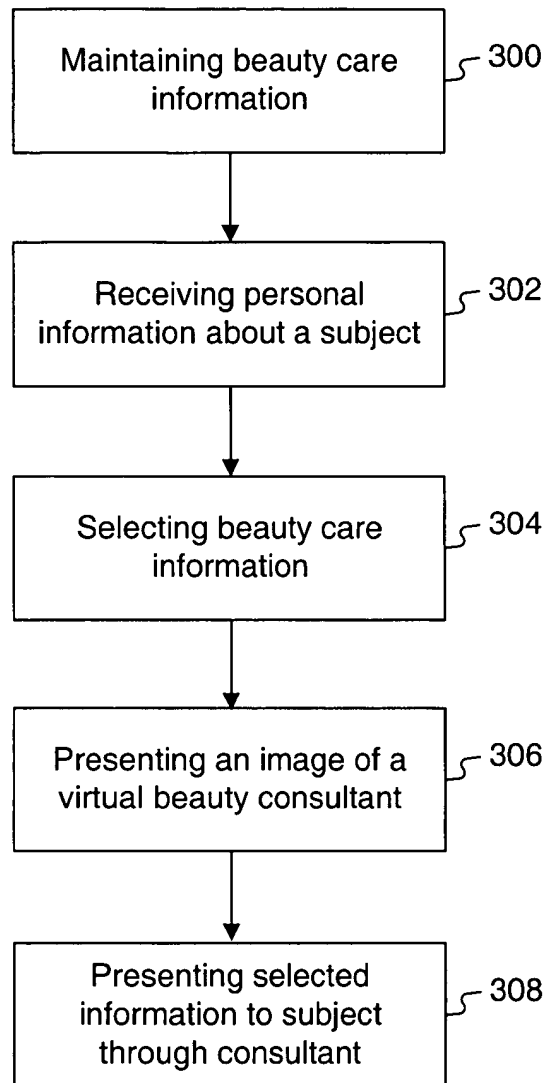 Maintaining beauty care
information
300
Receiving personal
information about a subject
302
Selecting beauty care
information
304
Presenting an image of a
virtual beauty consultant
306
Presenting selected
information to subject
through consultant
308